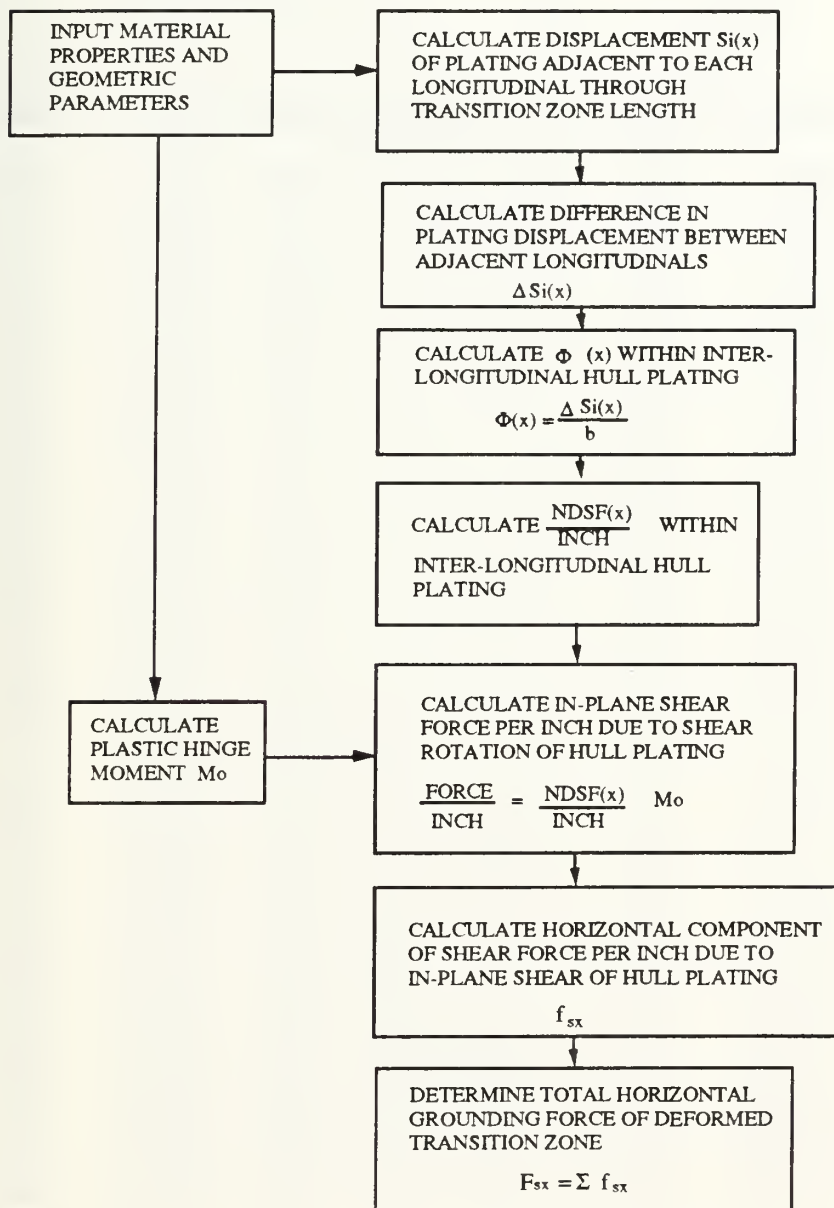 INPUT MATERIAL
PROPERTIES AND
GEOMETRIC
PARAMETERS
CALCULATE DISPLACEMENT Si(x)
OF PLATING ADJACENT TO EACH
LONGITUDINAL THROUGH
TRANSITION ZONE LENGTH
CALCULATE DIFFERENCE IN
PLATING DISPLACEMENT BETWEEN
ADJACENT LONGITUDINALS
Δ Si(x)
CALCULATE Φ (x) WITHIN INTER-
LONGITUDINAL HULL PLATING
Φ(x) = Δ Si(x)
b
CALCULATE NDSF(x) WITHIN
INCH
INTER-LONGITUDINAL HULL
PLATING
CALCULATE
PLASTIC HINGE
MOMENT Mo
CALCULATE IN-PLANE SHEAR
FORCE PER INCH DUE TO SHEAR
ROTATION OF HULL PLATING
FORCE = NDSF(x) Mo
INCH INCH
CALCULATE HORIZONTAL COMPONENT
OF SHEAR FORCE PER INCH DUE TO
IN-PLANE SHEAR OF HULL PLATING
f sx
DETERMINE TOTAL HORIZONTAL
GROUNDING FORCE OF DEFORMED
TRANSITION ZONE
Fsx = Σ f sx